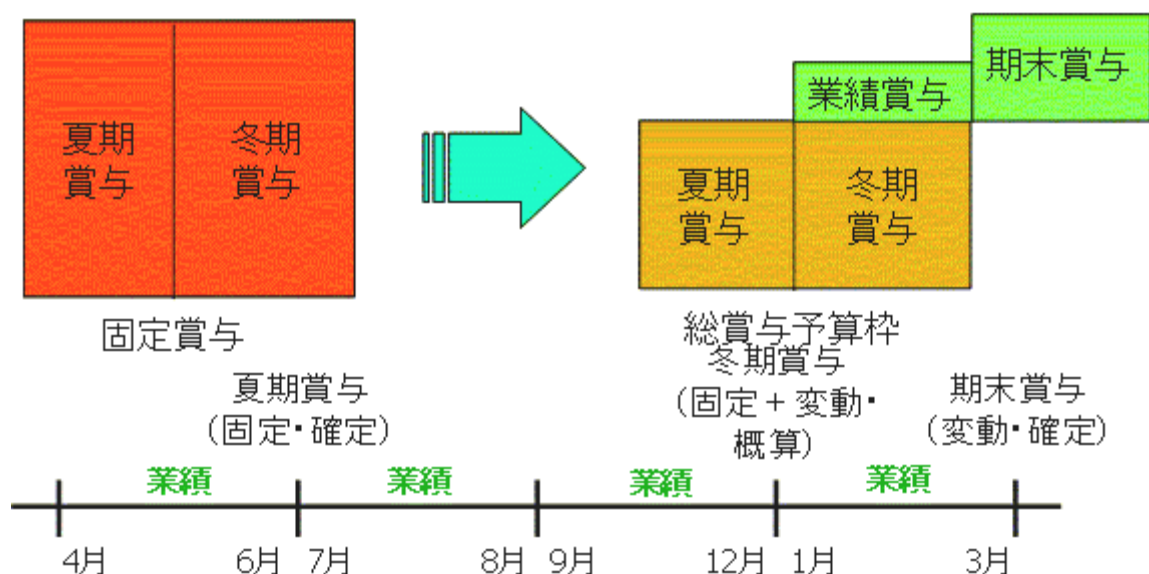 夏期
賞与
冬期
賞与
固定賞与
夏期
賞与
冬期
賞与
業績賞与
期末賞与
総賞与予算枠
夏期賞与
(固定・確定)
冬期賞与
(固定+変動・
概算)
期末賞与
(変動・確定)
業績 業績 業績 業績
4月 6月 7月 8月 9月 12月 1月 3月